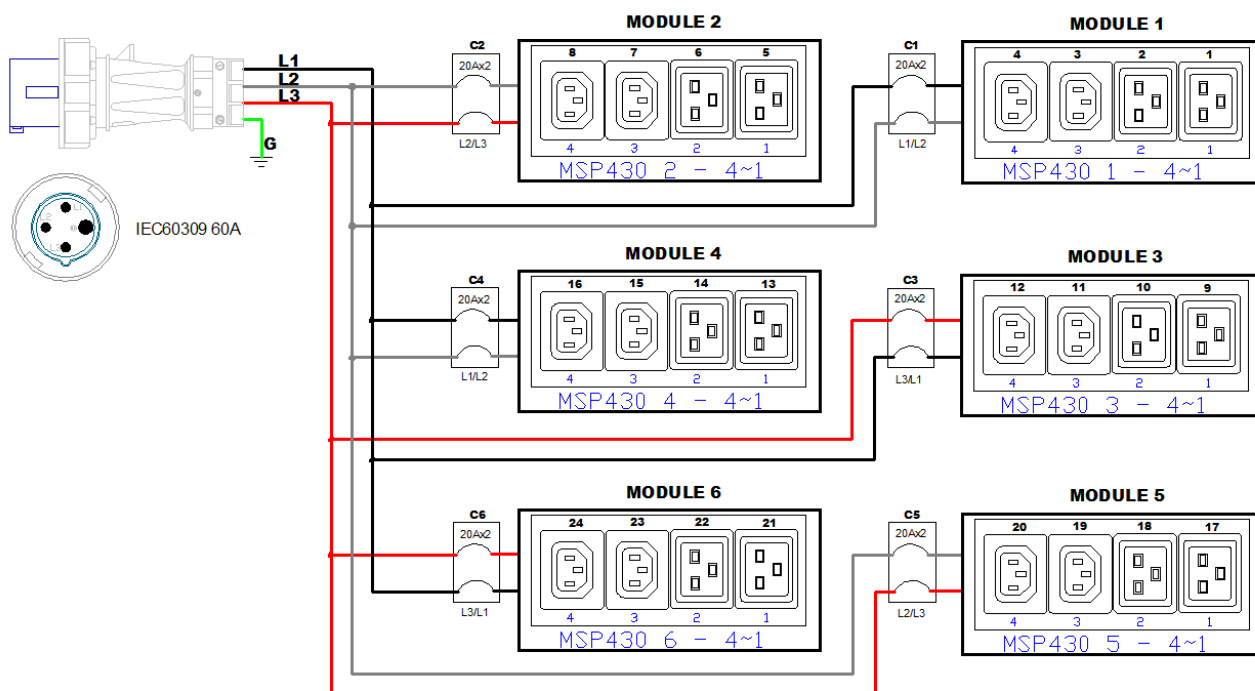 MODULE 2
MODULE 1
L1
L2
L3
G
C2
20Ax2
L2/L3
8 7 6 5
4 3 2 1
MSP430 2 - 4~1
C1
20Ax2
L1/L2
4 3 2 1
4 3 2 1
MSP430 1 - 4~1
L1
L2
L3
IEC60309 60A
MODULE 4
MODULE 3
C4
20Ax2
L1/L2
16 15 14 13
4 3 2 1
MSP430 4 - 4~1
C3
20Ax2
L3/L1
12 11 10 9
4 3 2 1
MSP430 3 - 4~1
MODULE 6
MODULE 5
C6
20Ax2
L3/L1
24 23 22 21
4 3 2 1
MSP430 6 - 4~1
C5
20Ax2
L2/L3
20 19 18 17
4 3 2 1
MSP430 5 - 4~1